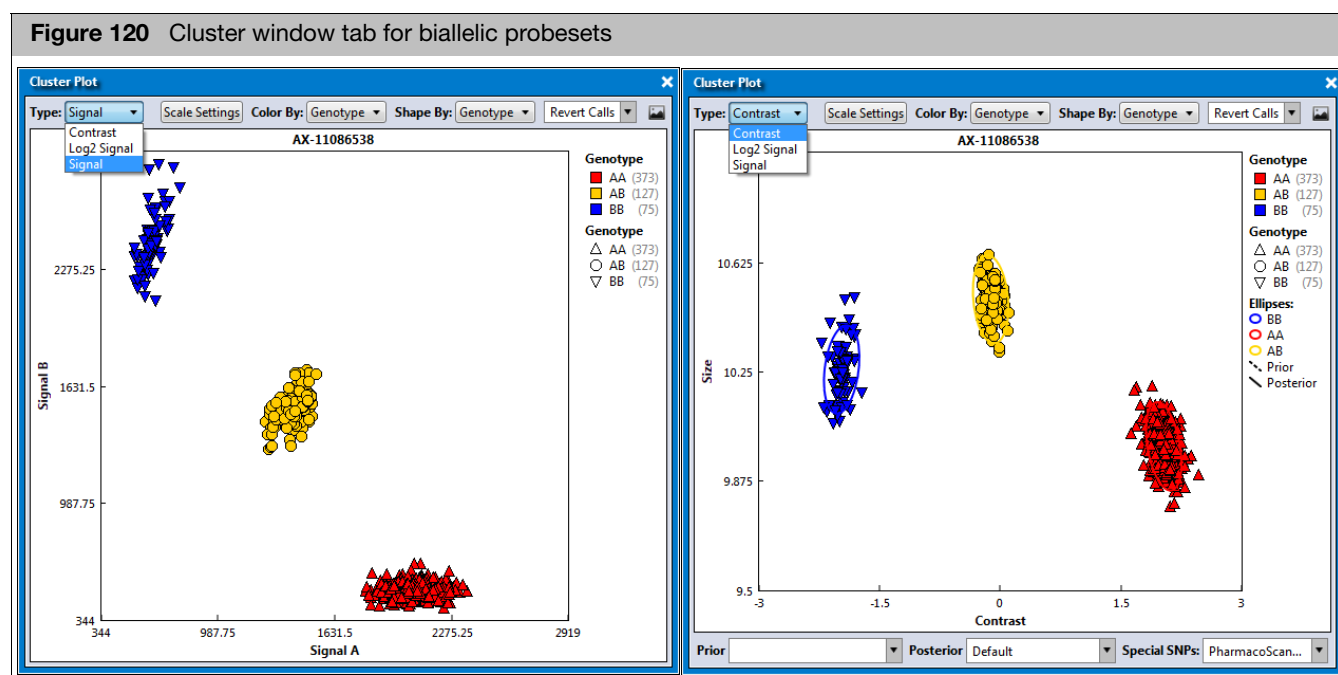 Figure 120 Cluster window tab for biallelic probesets
Cluster Plot
Type: Signal Scale Settings Color By: Genotype Shape By: Genotype Revert Calls
Contrast
Log2 Signal
Signal
AX-11086538
Genotype
AA (373)
AB (127)
BB (75)
Genotype
AA (373)
AB (127)
BB (75)
Signal B
2275.25
1631.5
987.75
344
344 987.75 1631.5 2275.25 2919
Signal A
Cluster Plot
Type: Contrast Scale Settings Color By: Genotype Shape By: Genotype Revert Calls
Contrast
Log2 Signal
Signal
AX-11086538
Genotype
AA (373)
AB (127)
BB (75)
Genotype
AA (373)
AB (127)
BB (75)
Ellipses:
BB
AA
AB
Prior
Posterior
Size
10.625
10.25
9.875
9.5
-3 -1.5 0 1.5 3
Contrast
Prior Posterior Default Special SNPs: PharmacoScan...